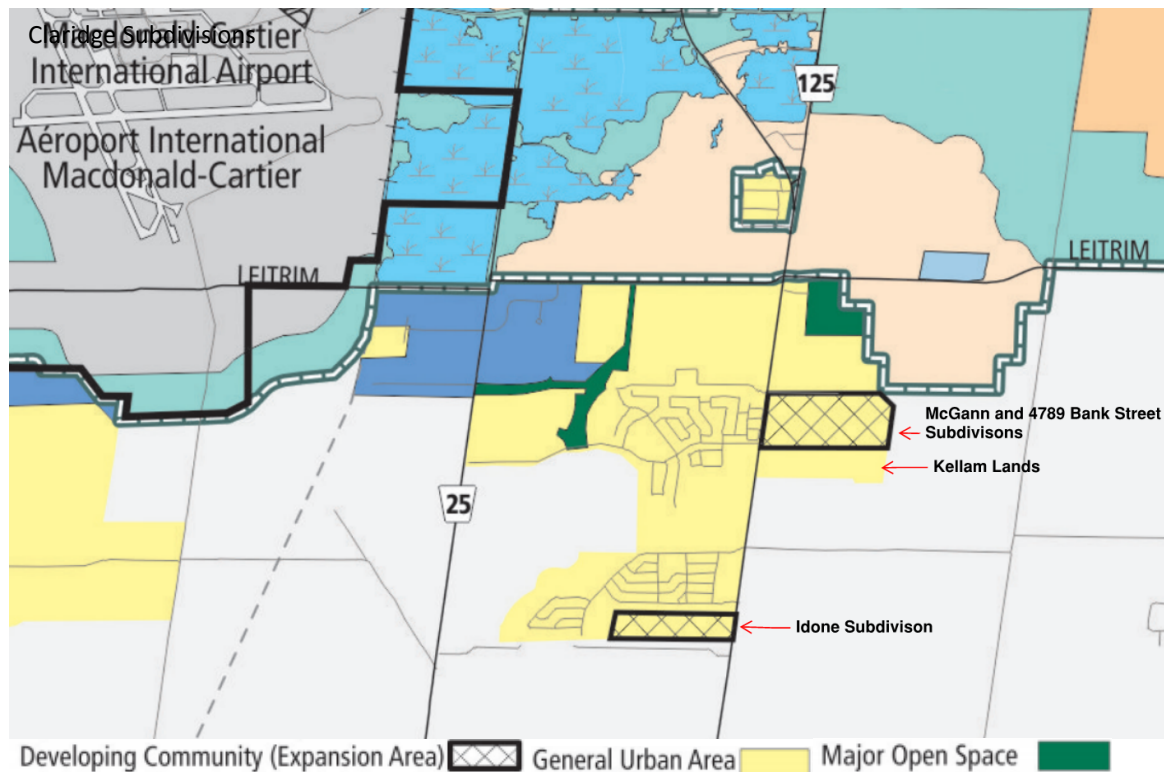 Claridge Subdivisions
Macdonald-Cartier
International Airport
Aéroport International
Macdonald-Cartier
125
LEITRIM
LEITRIM
McGann and 4789 Bank Street
Subdivisons
Kellam Lands
25
Idone Subdivison
Developing Community (Expansion Area)
General Urban Area
Major Open Space